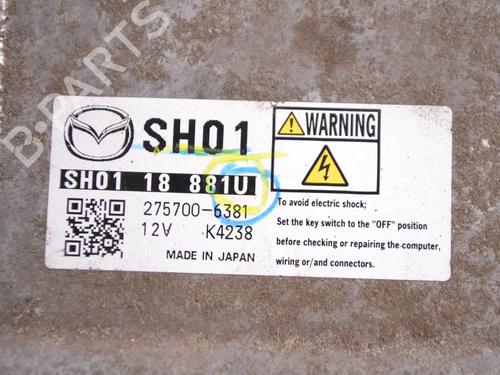 B-PARTS
SH01
SH01 18 881U
275700-6381
12V K4238
MADE IN JAPAN
WARNING
To avoid electric shock;
Set the key switch to the "OFF" position
before checking or repairing the computer,
wiring or/and connectors.